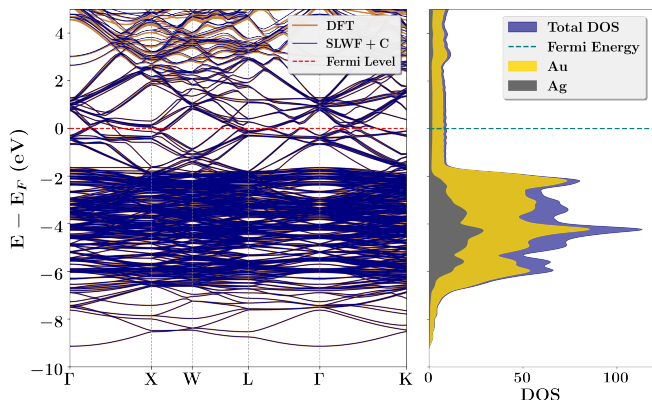 DFT
SLWF + C
Fermi Level
Total DOS
Fermi Energy
Au
Ag
E − E_F (eV)
4
2
0
−2
−4
−6
−8
−10
Γ X W L Γ K
0 50 100
DOS